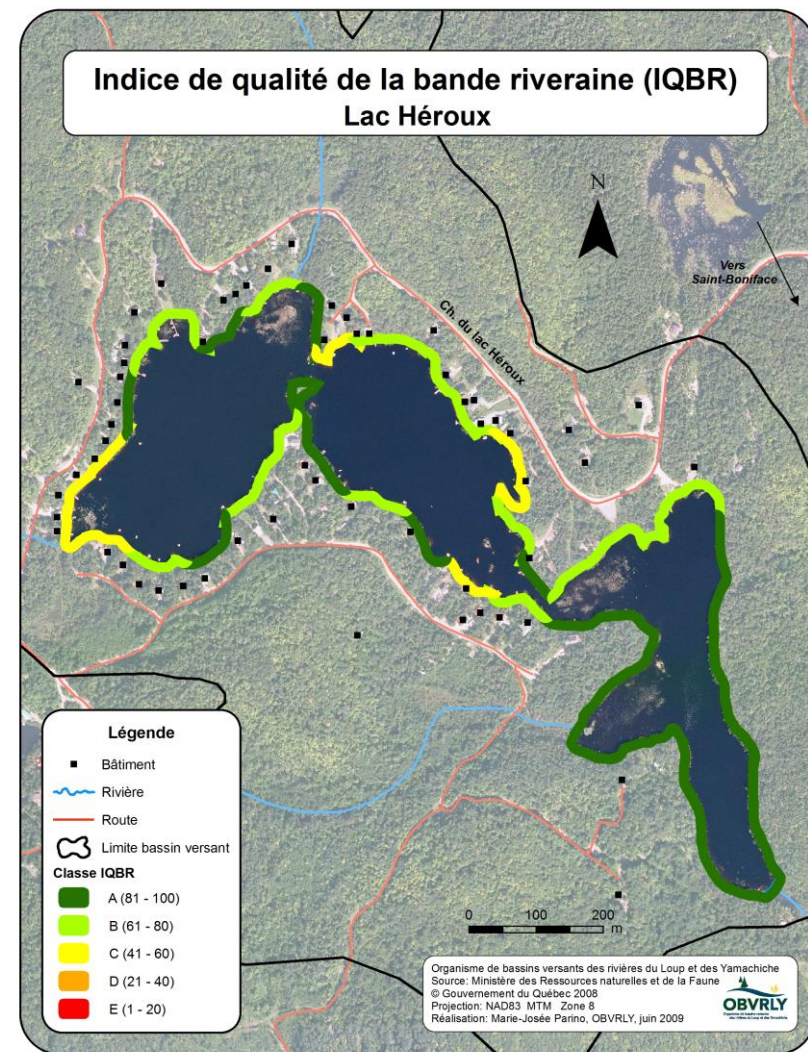 Indice de qualité de la bande riveraine (IQBR)
Lac Héroux
N
Vers
Saint-Boniface
Ch. du lac Héroux
Légende
Bâtiment
Rivière
Route
Limite bassin versant
Classe IQBR
A (81 - 100)
B (61 - 80)
C (41 - 60)
D (21 - 40)
E (1 - 20)
0 100 200
m
Organisme de bassins versants des rivières du Loup et des Yamachiche
Source: Ministère des Ressources naturelles et de la Faune
© Gouvernement du Québec 2008
Projection: NAD83 MTM Zone 8
Réalisation: Marie-Josée Parino, OBVRLY, juin 2009
OBVRLY